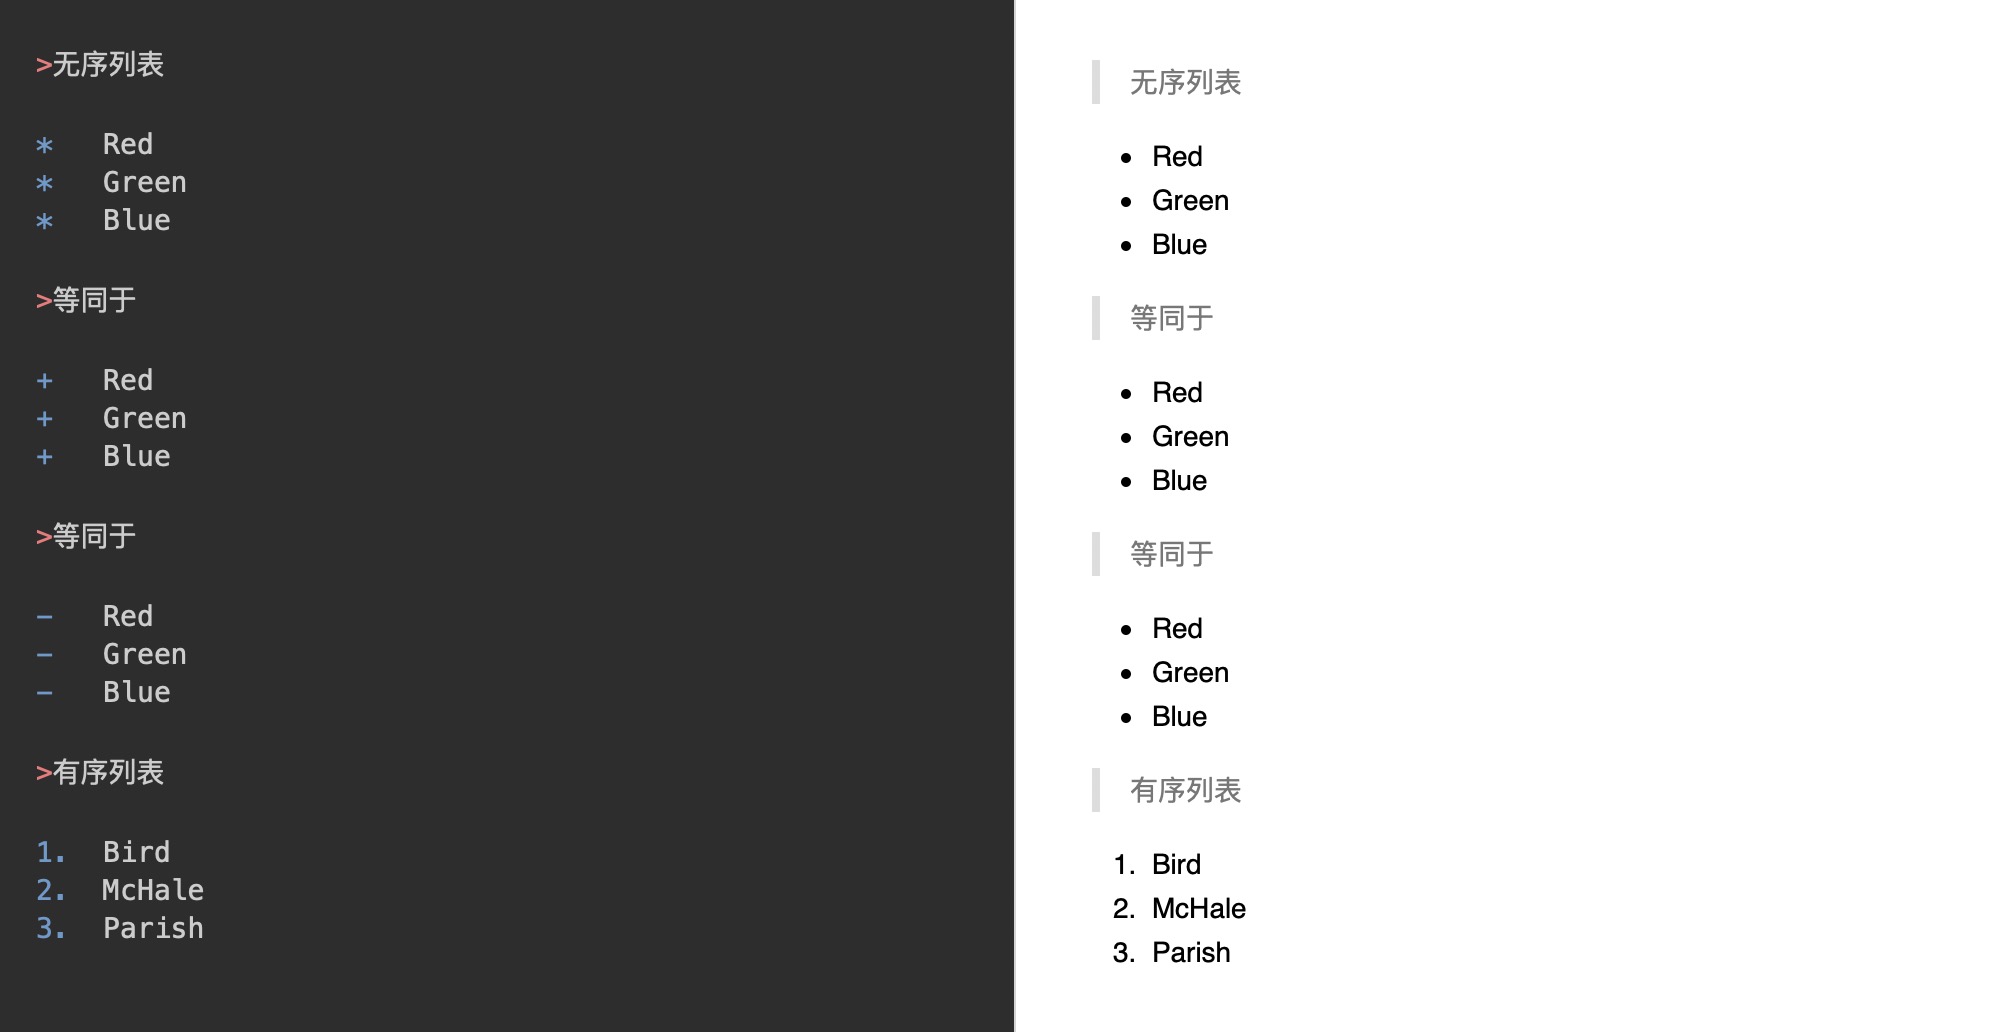 >无序列表
*   Red
*   Green
*   Blue
>等同于
+   Red
+   Green
+   Blue
>等同于
-   Red
-   Green
-   Blue
>有序列表
1.  Bird
2.  McHale
3.  Parish
无序列表
• Red
• Green
• Blue
等同于
• Red
• Green
• Blue
等同于
• Red
• Green
• Blue
有序列表
1. Bird
2. McHale
3. Parish